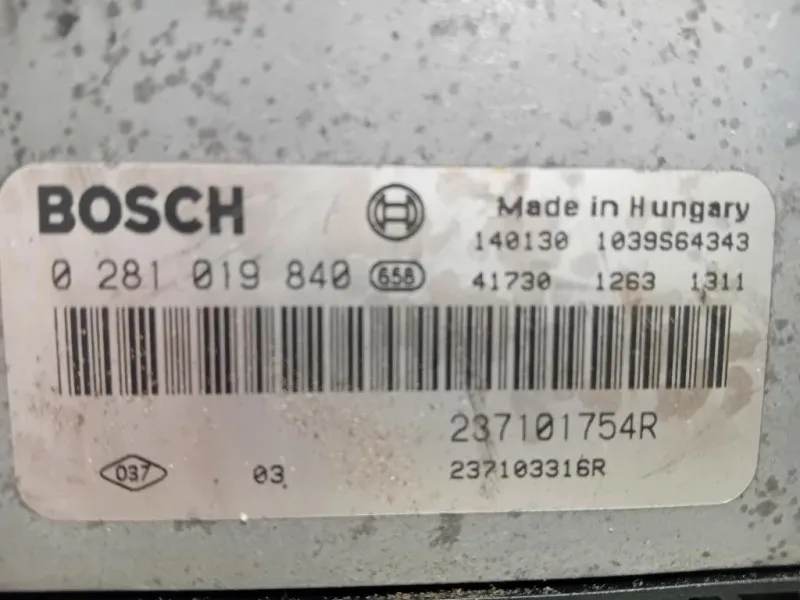 BOSCH
Made in Hungary
140130 1039S64343
0 281 019 840 658 41730 1263 1311
237101754R
037 03 237103316R